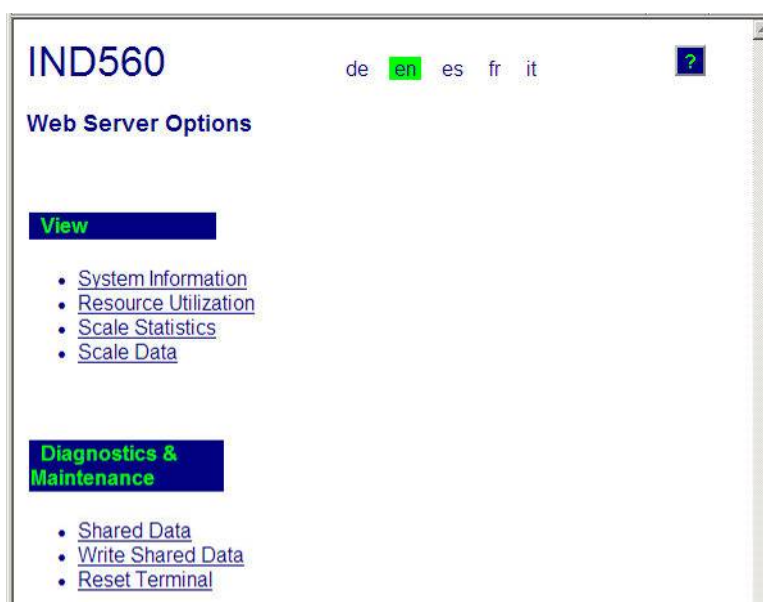 IND560
de en es fr it
?
Web Server Options
View
System Information
Resource Utilization
Scale Statistics
Scale Data
Diagnostics &
Maintenance
Shared Data
Write Shared Data
Reset Terminal